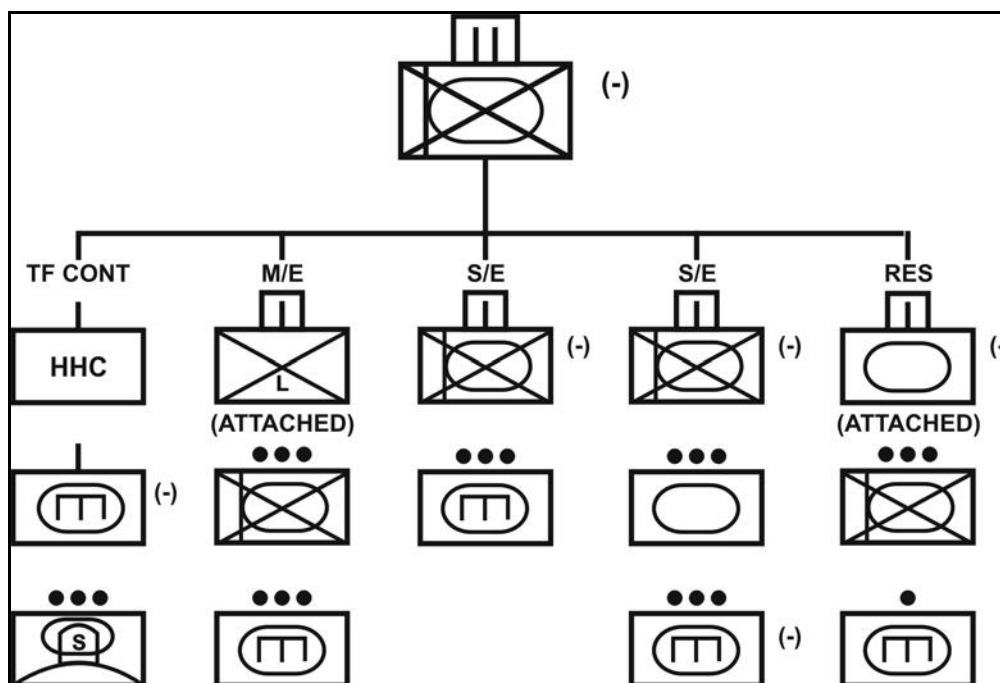 (-)
TF CONT M/E S/E S/E RES
HHC L (-) (-) (-
(ATTACHED) (ATTACHED)
(-)
S (-)